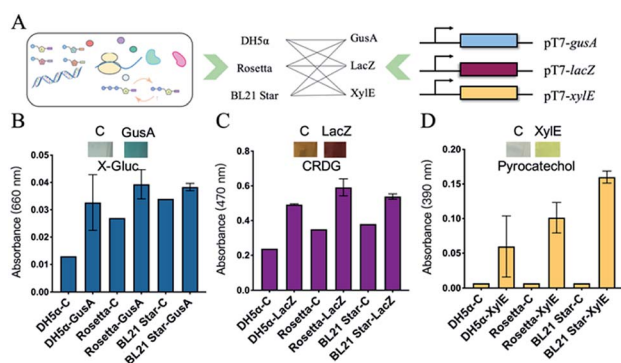 A
DH5α
Rosetta
BL21 Star
GusA
LacZ
XylE
pT7-gusA
pT7-lacZ
pT7-xylE
B
C GusA
X-Gluc
Absorbance (660 nm)
0.05
0.04
0.03
0.02
0.01
0.00
DH5α-C
DH5α-GusA
Rosetta-C
Rosetta-GusA
BL21 Star-C
BL21 Star-GusA
C
C LacZ
CRDG
Absorbance (470 nm)
0.8
0.6
0.4
0.2
0.0
DH5α-C
DH5α-LacZ
Rosetta-C
Rosetta-LacZ
BL21 Star-C
BL21 Star-LacZ
D
C XylE
Pyrocatechol
Absorbance (390 nm)
0.20
0.15
0.10
0.05
0.00
DH5α-C
DH5α-XylE
Rosetta-C
Rosetta-XylE
BL21 Star-C
BL21 Star-XylE